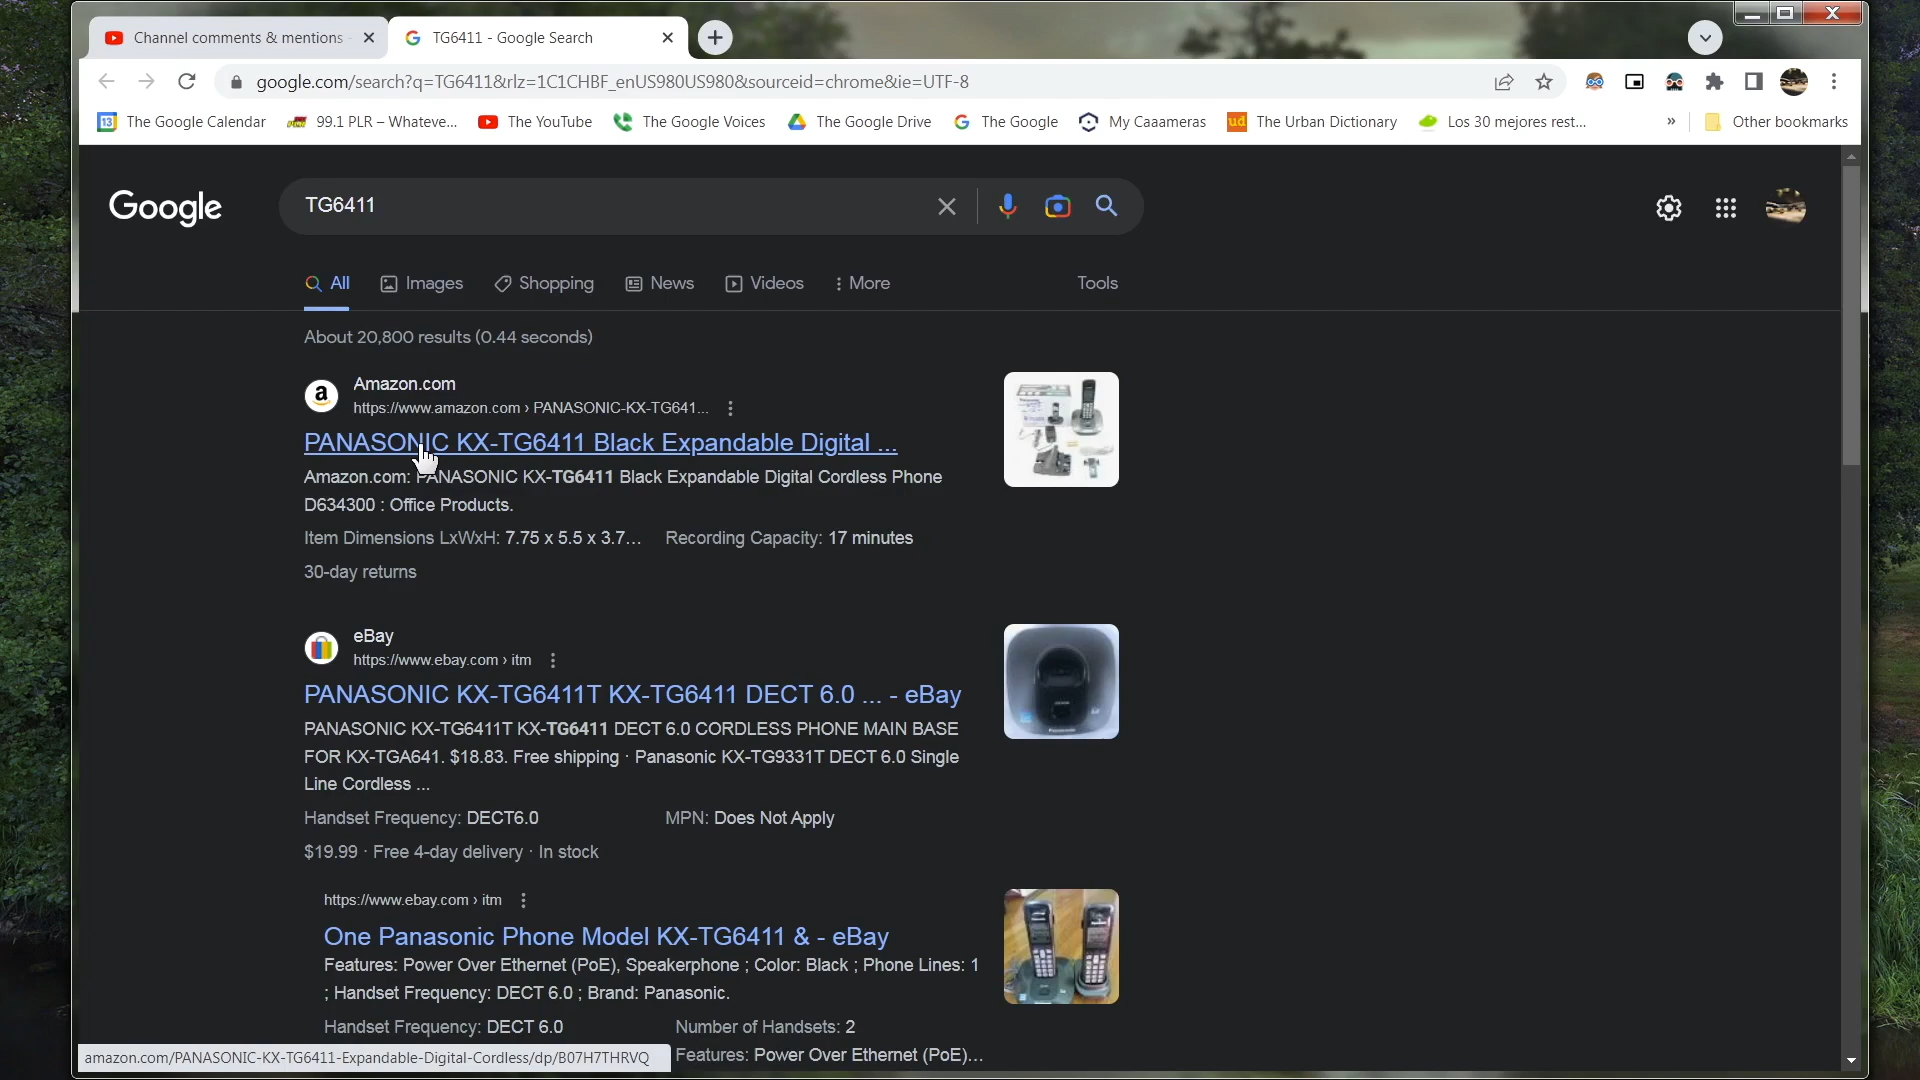 Channel comments & mentions -
TG6411 - Google Search
google.com/search?q=TG6411&rlz=1C1CHBF_enUS980US980&sourceid=chrome&ie=UTF-8
13 The Google Calendar
99.1 PLR – Whateve...
The YouTube
The Google Voices
The Google Drive
The Google
My Caaameras
ud The Urban Dictionary
Los 30 mejores rest...
»
Other bookmarks
Google
TG6411
All
Images
Shopping
News
Videos
More
Tools
About 20,800 results (0.44 seconds)
a
Amazon.com
https://www.amazon.com › PANASONIC-KX-TG641...
PANASONIC KX-TG6411 Black Expandable Digital ...
Amazon.com: PANASONIC KX-TG6411 Black Expandable Digital Cordless Phone
D634300 : Office Products.
Item Dimensions LxWxH: 7.75 x 5.5 x 3.7... Recording Capacity: 17 minutes
30-day returns
eBay
https://www.ebay.com › itm
PANASONIC KX-TG6411T KX-TG6411 DECT 6.0 ... - eBay
PANASONIC KX-TG6411T KX-TG6411 DECT 6.0 CORDLESS PHONE MAIN BASE
FOR KX-TGA641. $18.83. Free shipping · Panasonic KX-TG9331T DECT 6.0 Single
Line Cordless ...
Handset Frequency: DECT6.0 MPN: Does Not Apply
$19.99 · Free 4-day delivery · In stock
https://www.ebay.com › itm
One Panasonic Phone Model KX-TG6411 & - eBay
Features: Power Over Ethernet (PoE), Speakerphone ; Color: Black ; Phone Lines: 1
; Handset Frequency: DECT 6.0 ; Brand: Panasonic.
Handset Frequency: DECT 6.0 Number of Handsets: 2
Features: Power Over Ethernet (PoE)...
amazon.com/PANASONIC-KX-TG6411-Expandable-Digital-Cordless/dp/B07H7THRVQ